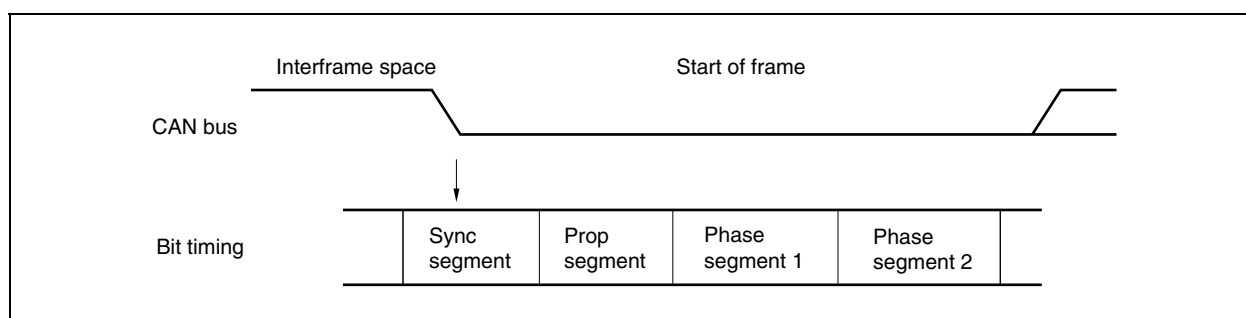 Interframe space
Start of frame
CAN bus
Bit timing
Sync
segment
Prop
segment
Phase
segment 1
Phase
segment 2